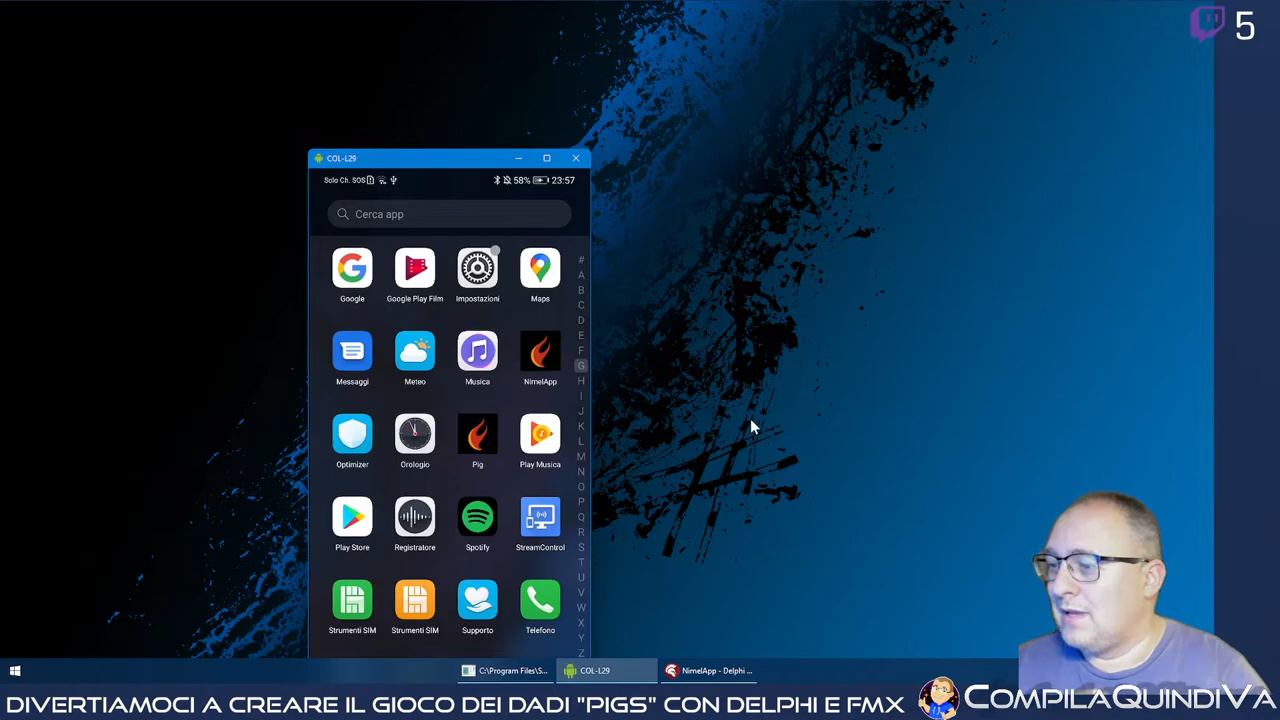 5
COL-L29
Solo Ch. SOS 58% 23:57
Cerca app
Google Google Play Film Impostazioni Maps
Messaggi Meteo Musica NimelApp
Optimizer Orologio Pig Play Musica
Play Store Registratore Spotify StreamControl
Strumenti SIM Strumenti SIM Supporto Telefono
#
A
B
C
D
E
F
G
H
I
J
K
L
M
N
O
P
Q
R
S
T
U
V
W
X
Y
Z
C:\Program Files\S... COL-L29 NimelApp - Delphi ...
DIVERTIAMOCI A CREARE IL GIOCO DEI DADI "PIGS" CON DELPHI E FMX COMPILAQUINDIVA